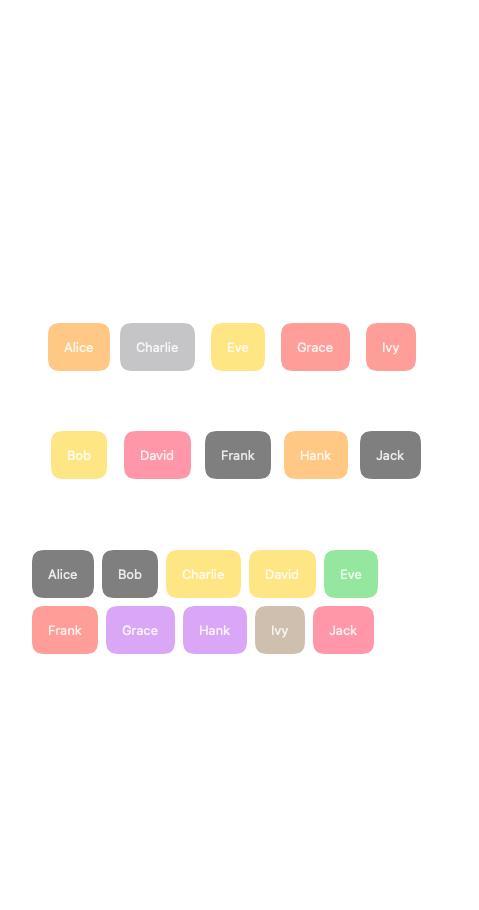 Alice Charlie Eve Grace Ivy
Bob David Frank Hank Jack
Alice Bob Charlie David Eve
Frank Grace Hank Ivy Jack